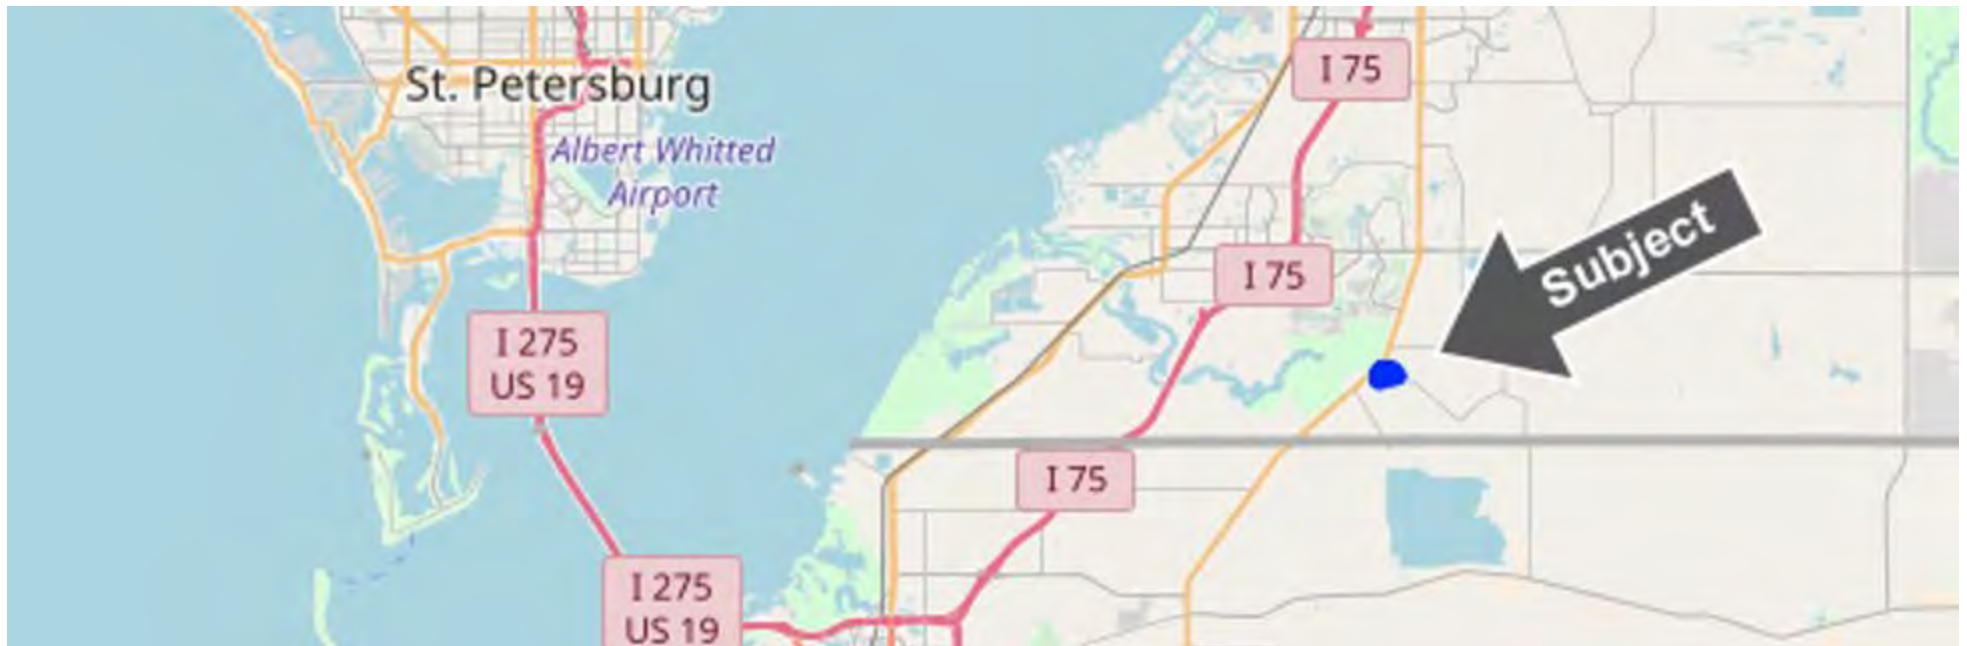 St. Petersburg
Albert Whitted
Airport
I 75
I 75
Subject
I 275
US 19
I 75
I 275
US 19